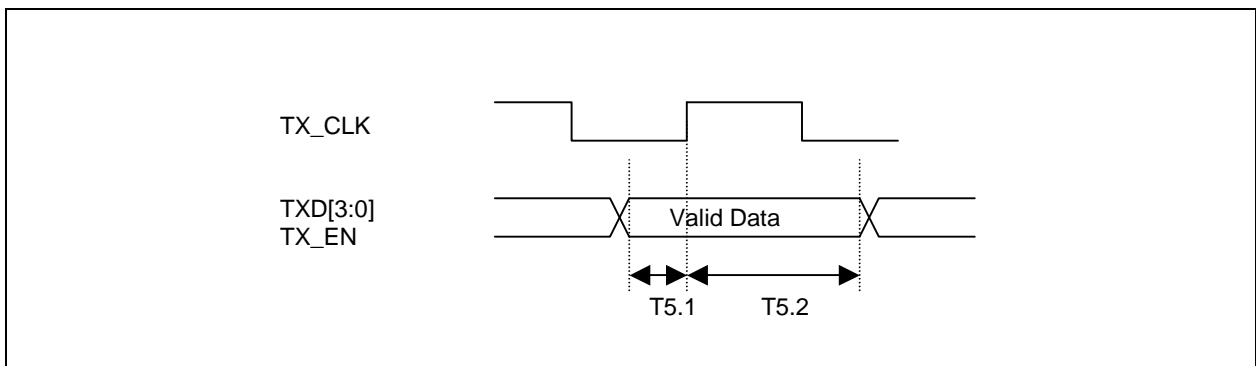 TX_CLK
TXD[3:0]
TX_EN
Valid Data
T5.1
T5.2